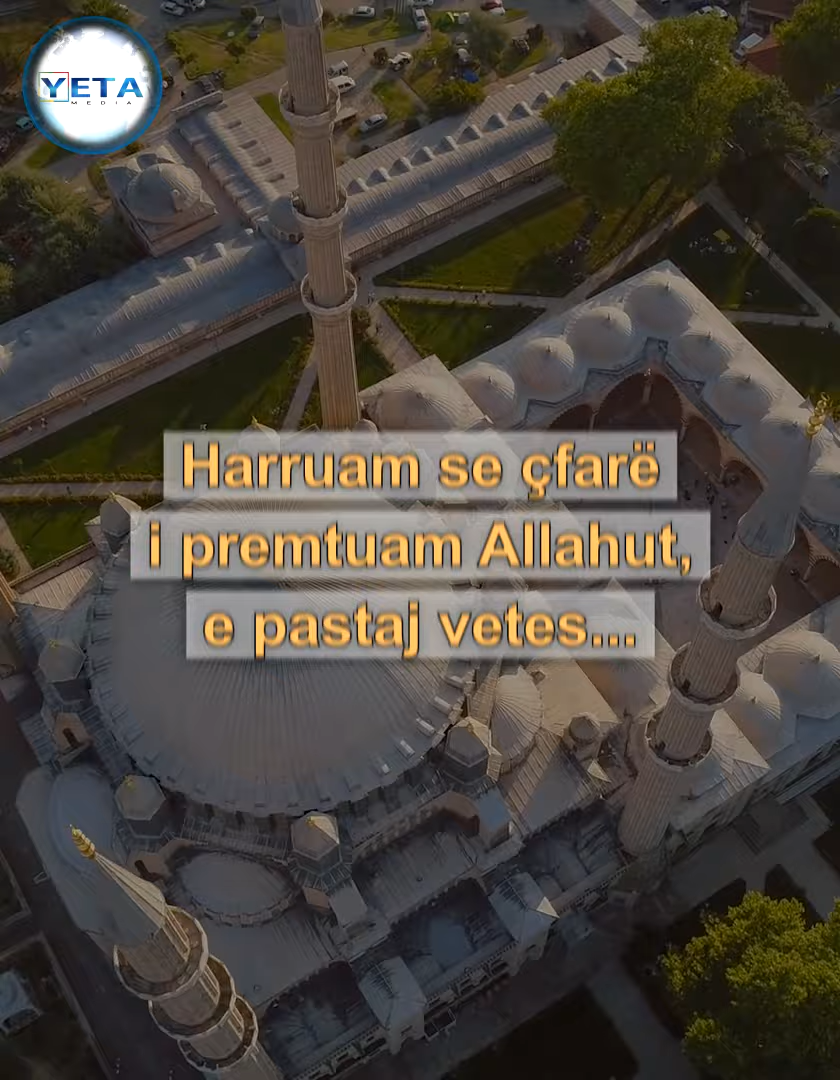 YETA
MEDIA
Harruam se çfarë
i premtuam Allahut,
e pastaj vetes...